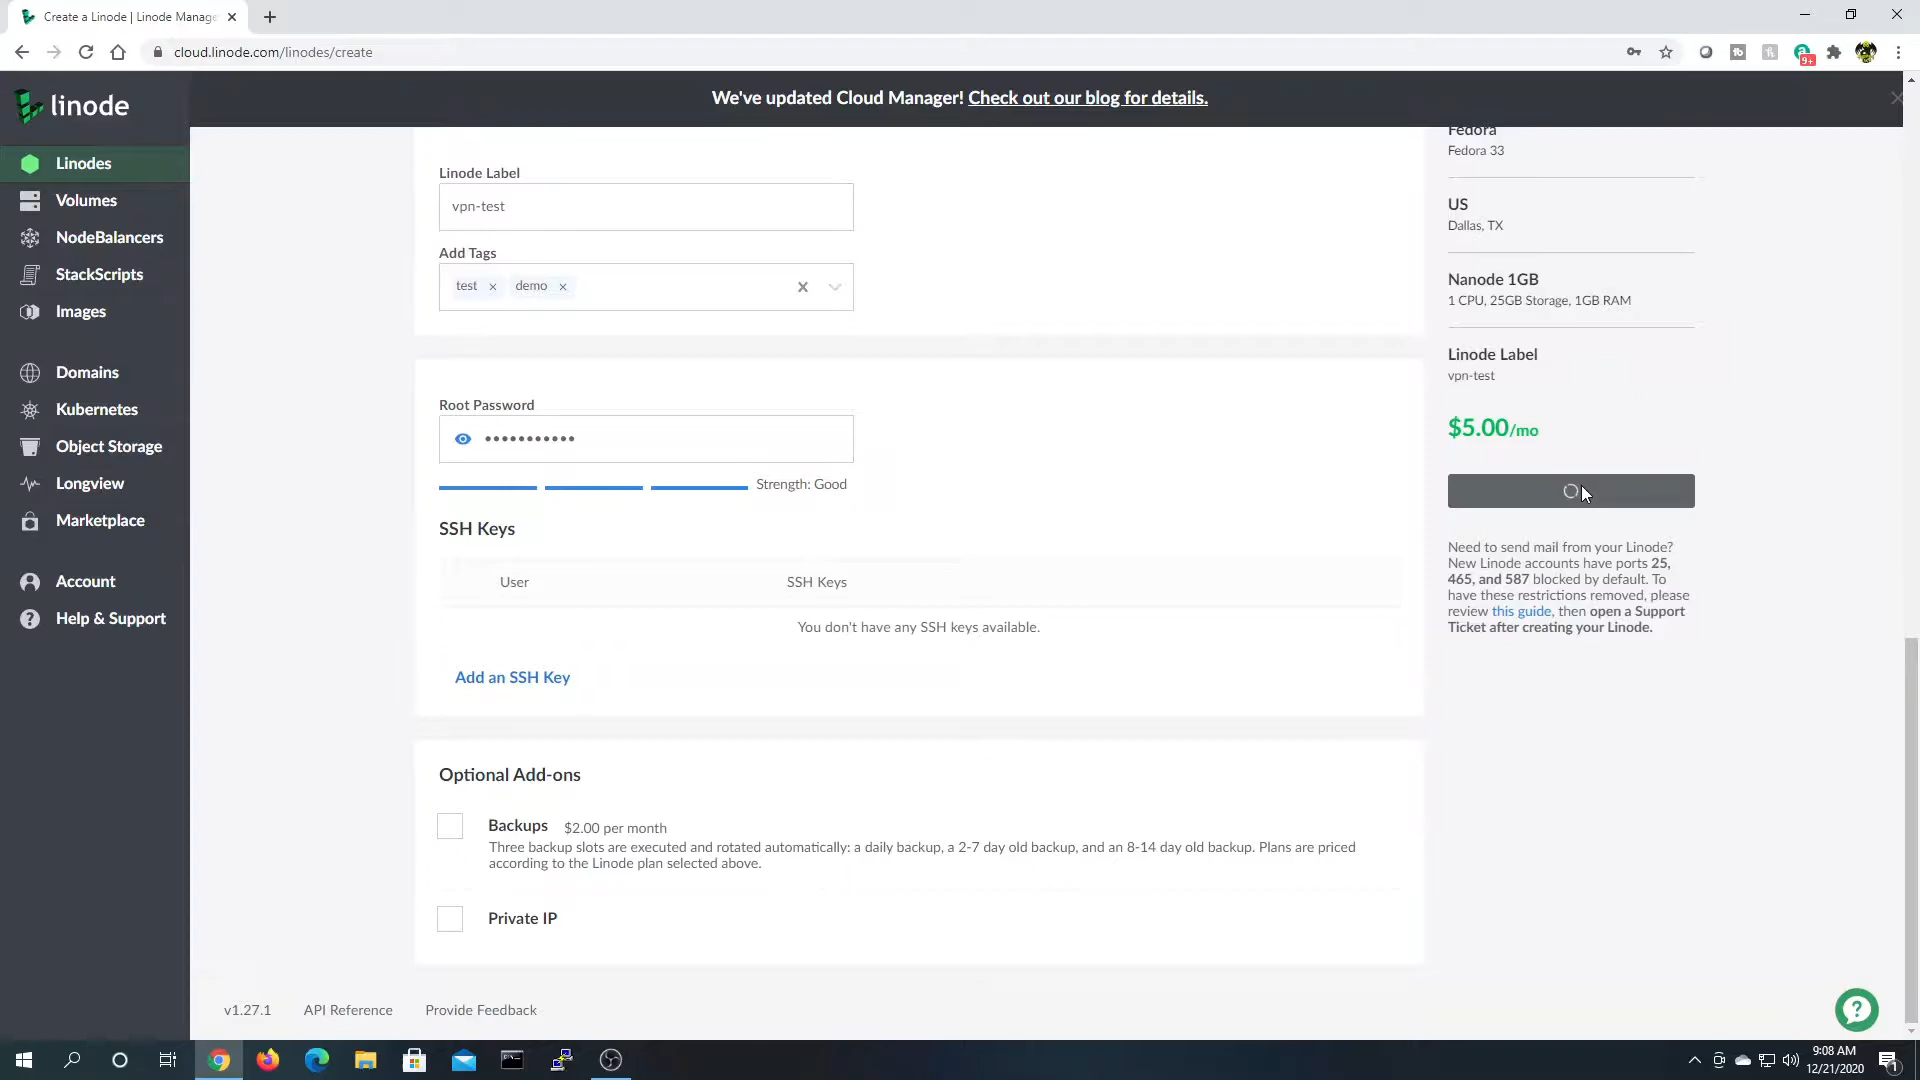 Create a Linode | Linode Manage
cloud.linode.com/linodes/create
9+
linode
We've updated Cloud Manager! Check out our blog for details.
Linodes
Volumes
NodeBalancers
StackScripts
Images
Domains
Kubernetes
Object Storage
Longview
Marketplace
Account
Help & Support
Linode Label
vpn-test
Add Tags
test × demo ×
Root Password
•••••••••••
Strength: Good
SSH Keys
User SSH Keys
You don't have any SSH keys available.
Add an SSH Key
Optional Add-ons
Backups $2.00 per month
Three backup slots are executed and rotated automatically: a daily backup, a 2-7 day old backup, and an 8-14 day old backup. Plans are priced
according to the Linode plan selected above.
Private IP
Fedora
Fedora 33
US
Dallas, TX
Nanode 1GB
1 CPU, 25GB Storage, 1GB RAM
Linode Label
vpn-test
$5.00/mo
Need to send mail from your Linode?
New Linode accounts have ports 25,
465, and 587 blocked by default. To
have these restrictions removed, please
review this guide, then open a Support
Ticket after creating your Linode.
v1.27.1 API Reference Provide Feedback
9:08 AM
12/21/2020
1